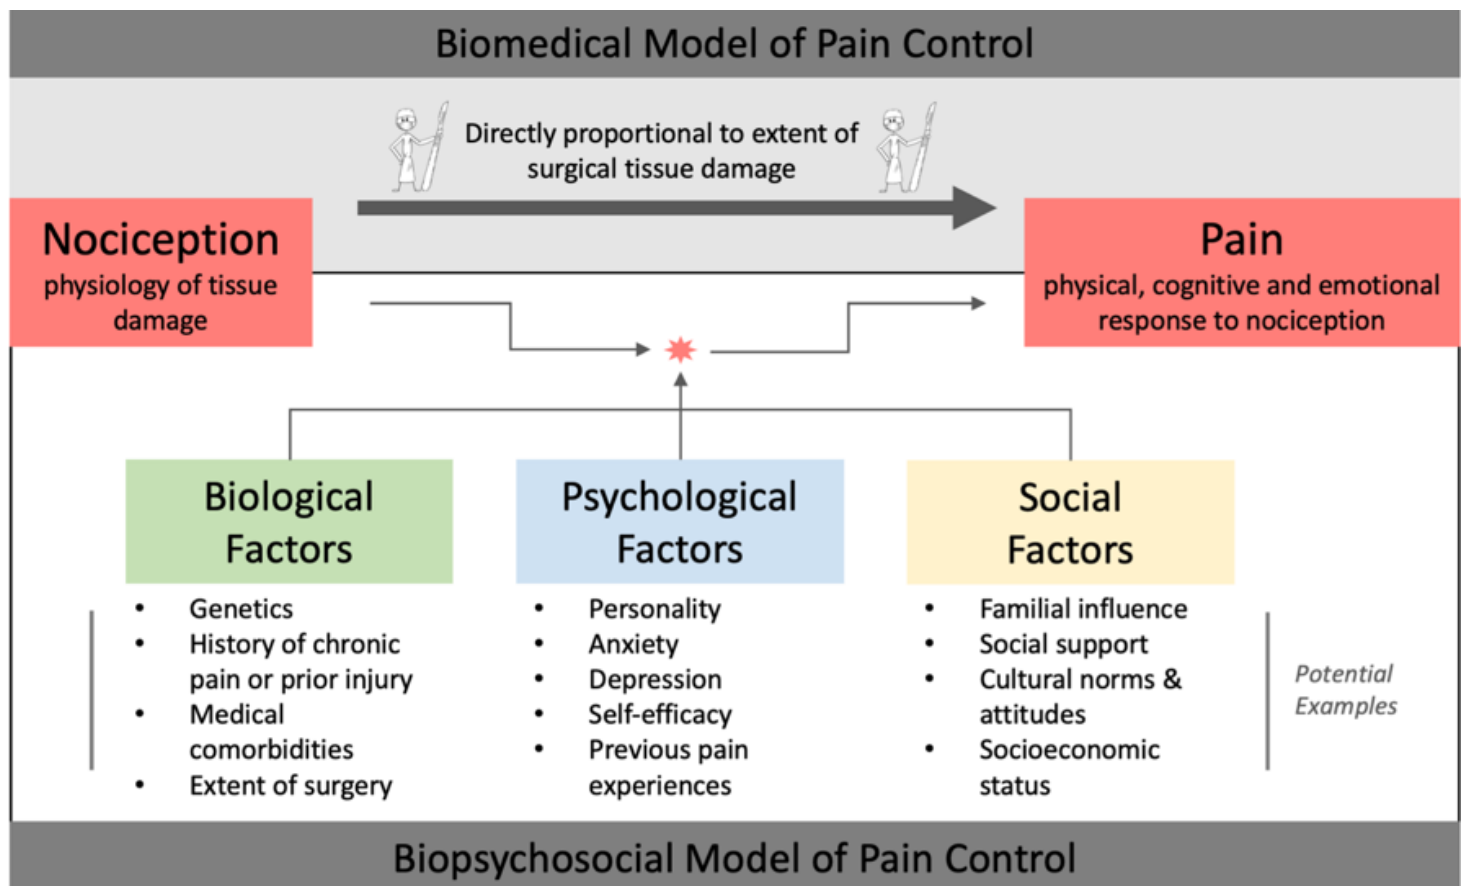 Biomedical Model of Pain Control
Directly proportional to extent of
surgical tissue damage
Nociception
physiology of tissue
damage
Pain
physical, cognitive and emotional
response to nociception
Biological
Factors
• Genetics
• History of chronic
pain or prior injury
• Medical
comorbidities
• Extent of surgery
Psychological
Factors
• Personality
• Anxiety
• Depression
• Self-efficacy
• Previous pain
experiences
Social
Factors
• Familial influence
• Social support
• Cultural norms &
attitudes
• Socioeconomic
status
Potential
Examples
Biopsychosocial Model of Pain Control